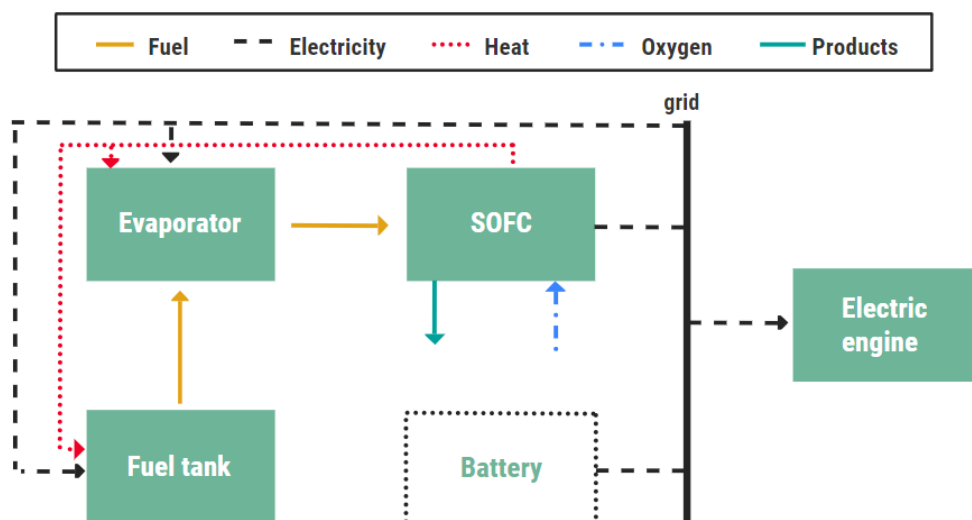 Fuel Electricity Heat Oxygen Products
grid
Evaporator SOFC
Electric
engine
Fuel tank Battery